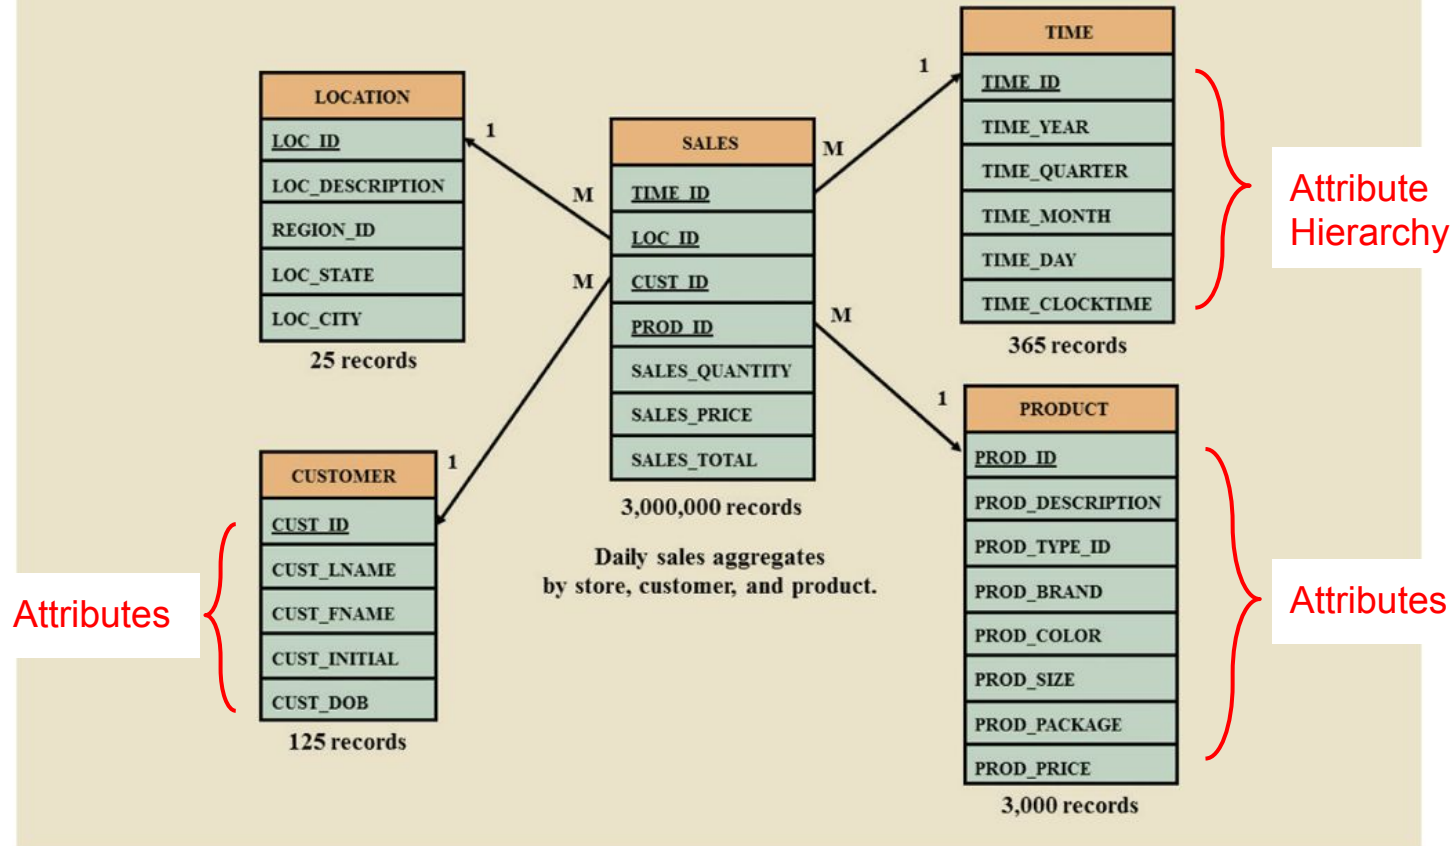 LOCATION
LOC_ID
LOC_DESCRIPTION
REGION_ID
LOC_STATE
LOC_CITY
25 records
1
M
CUSTOMER
CUST_ID
CUST_LNAME
CUST_FNAME
CUST_INITIAL
CUST_DOB
125 records
1
M
Attributes
SALES
TIME_ID
LOC_ID
CUST_ID
PROD_ID
SALES_QUANTITY
SALES_PRICE
SALES_TOTAL
3,000,000 records
Daily sales aggregates
by store, customer, and product.
M
1
TIME
TIME_ID
TIME_YEAR
TIME_QUARTER
TIME_MONTH
TIME_DAY
TIME_CLOCKTIME
365 records
Attribute
Hierarchy
M
1
PRODUCT
PROD_ID
PROD_DESCRIPTION
PROD_TYPE_ID
PROD_BRAND
PROD_COLOR
PROD_SIZE
PROD_PACKAGE
PROD_PRICE
3,000 records
Attributes